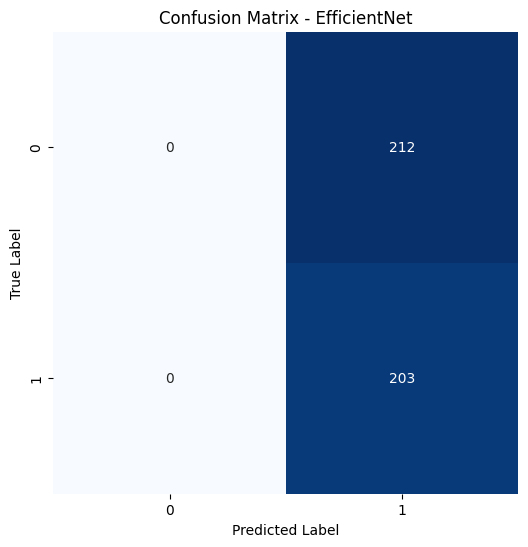 Confusion Matrix - EfficientNet
True Label
0
0
212
1
0
203
0
1
Predicted Label